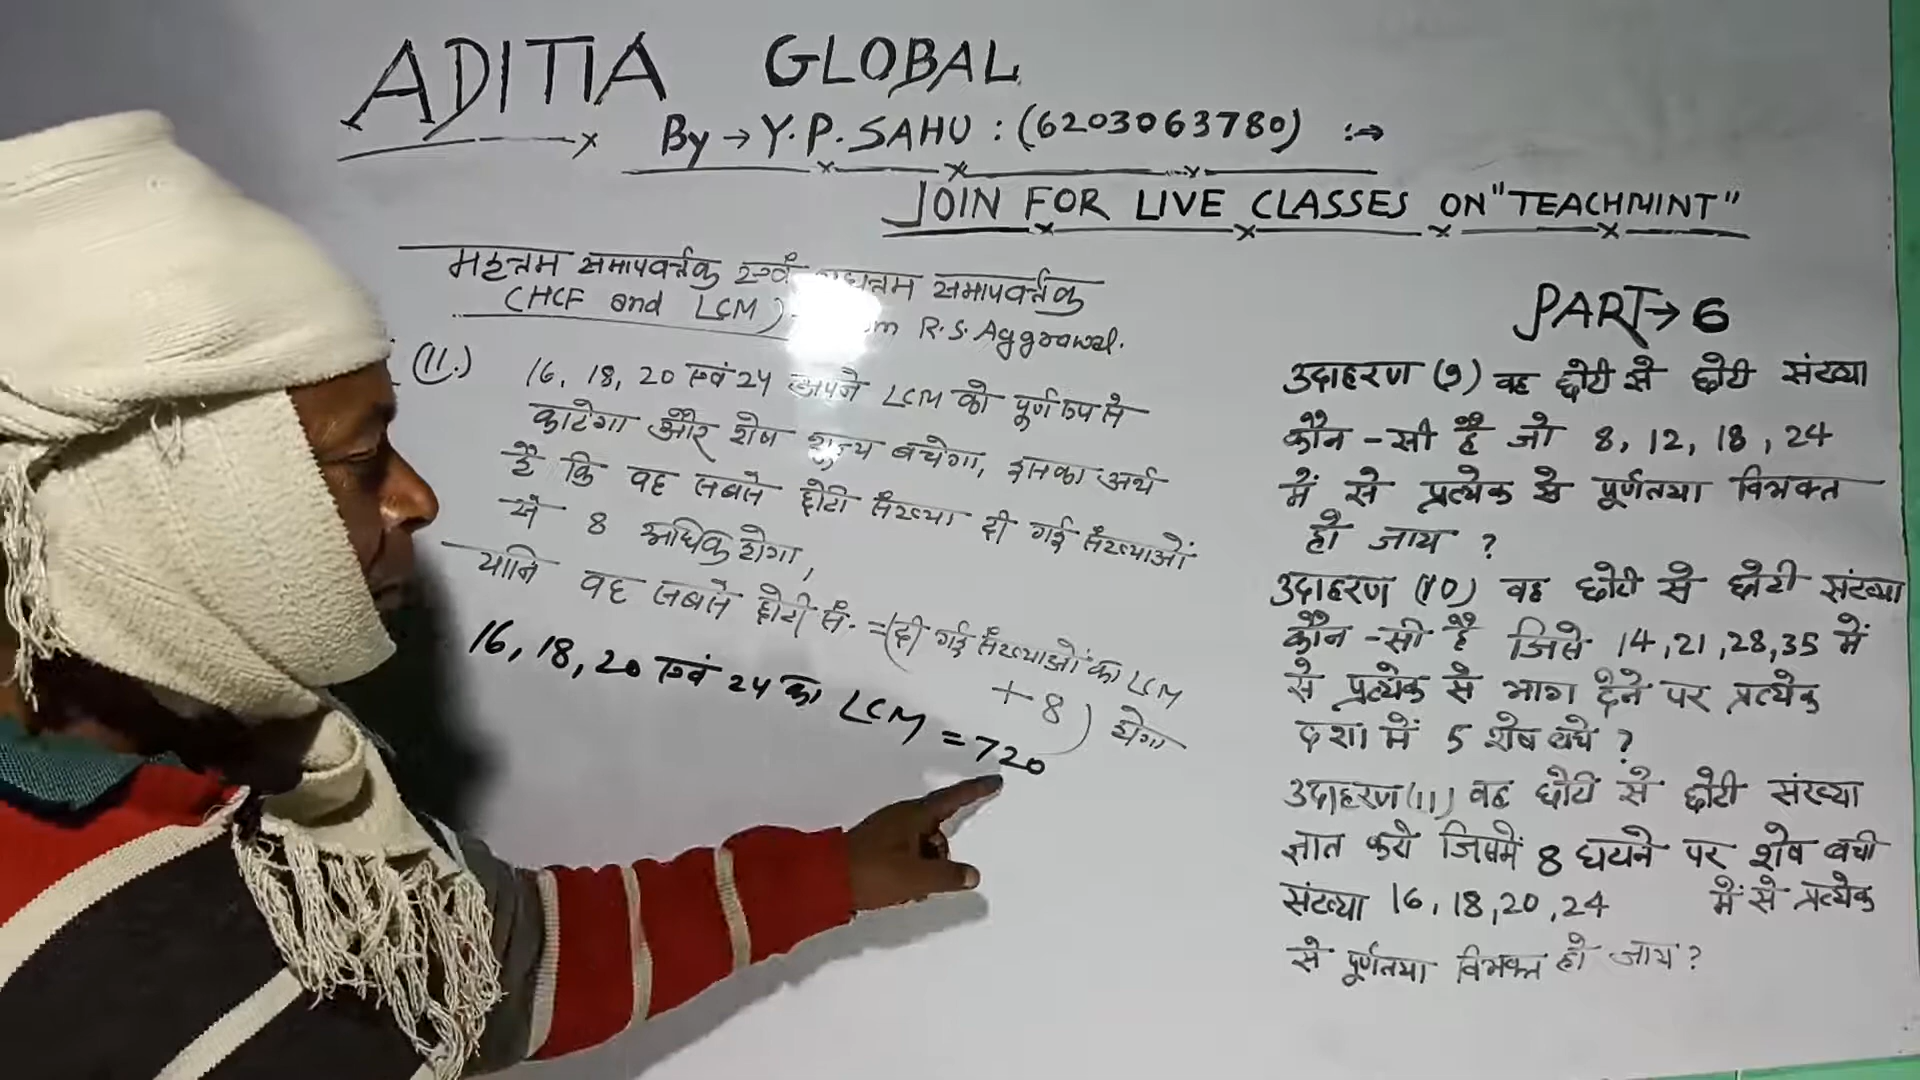 ADITIA GLOBAL
By → Y.P. SAHU : (6203063780) :→
JOIN FOR LIVE CLASSES ON "TEACHMINT"
महत्तम समापवर्त्तक एवं समापवर्त्तक
(HCF and LCM) R.S. Aggrawal.
(11.) 16, 18, 20 एवं 24 अपने LCM को पूर्ण रूप से
काटेगा और शेष शून्य बचेगा, इसका अर्थ
है कि वह सबसे छोटी संख्या दी गई संख्याओं
से 8 अधिक होगा,
यानि वह सबसे छोटी सं. = (दी गई संख्याओं का LCM
+ 8) होगा
16, 18, 20 एवं 24 का LCM = 720
PART → 6
उदाहरण (9) वह छोटी से छोटी संख्या
कौन-सी है जो 8, 12, 18, 24
में से प्रत्येक से पूर्णतया विभक्त
हो जाय ?
उदाहरण (10) वह छोटी से छोटी संख्या
कौन-सी है जिसे 14, 21, 28, 35 में
से प्रत्येक से भाग देने पर प्रत्येक
दशा में 5 शेष बचे ?
उदाहरण (11) वह छोटी से छोटी संख्या
ज्ञात करो जिसमें 8 घटाने पर शेष बची
संख्या 16, 18, 20, 24 में से प्रत्येक
से पूर्णतया विभक्त हो जाय ?